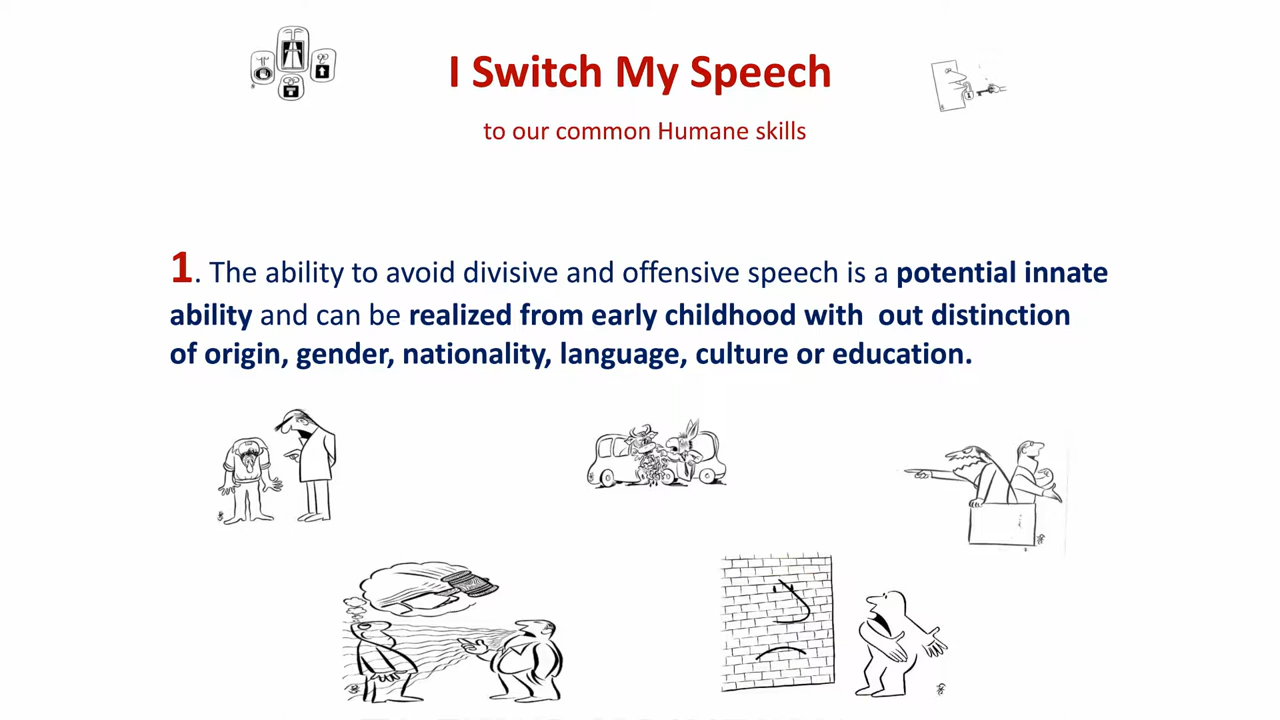 I Switch My Speech
to our common Humane skills
1. The ability to avoid divisive and offensive speech is a potential innate
ability and can be realized from early childhood with  out distinction
of origin, gender, nationality, language, culture or education.